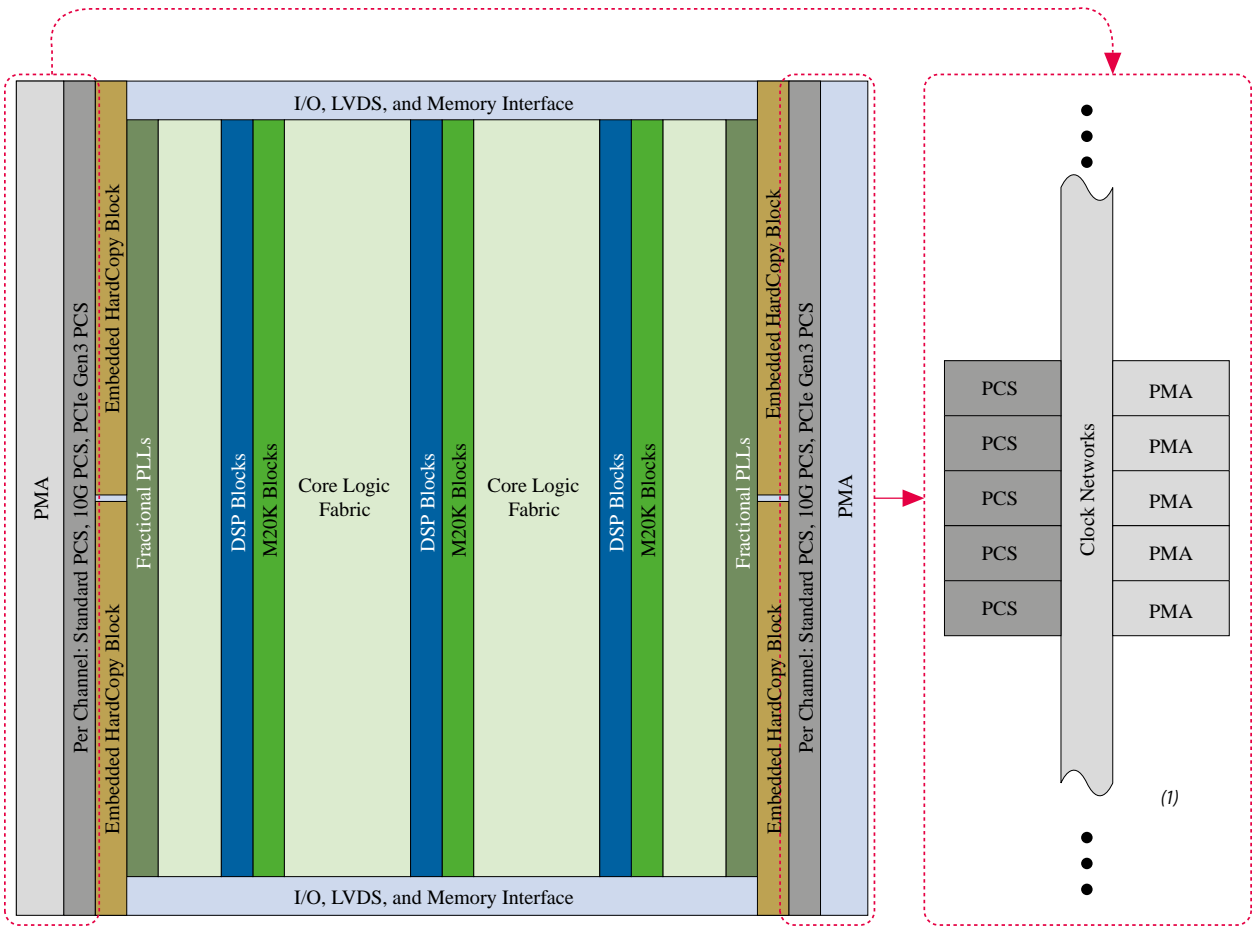 I/O, LVDS, and Memory Interface
PMA
Per Channel: Standard PCS, 10G PCS, PCIe Gen3 PCS
Embedded HardCopy Block
Embedded HardCopy Block
Fractional PLLs
DSP Blocks
M20K Blocks
Core Logic
Fabric
DSP Blocks
M20K Blocks
Core Logic
Fabric
DSP Blocks
M20K Blocks
Fractional PLLs
Embedded HardCopy Block
Embedded HardCopy Block
Per Channel: Standard PCS, 10G PCS, PCIe Gen3 PCS
PMA
I/O, LVDS, and Memory Interface
PCS
PMA
PCS
PMA
PCS
PMA
PCS
PMA
PCS
PMA
Clock Networks
(1)